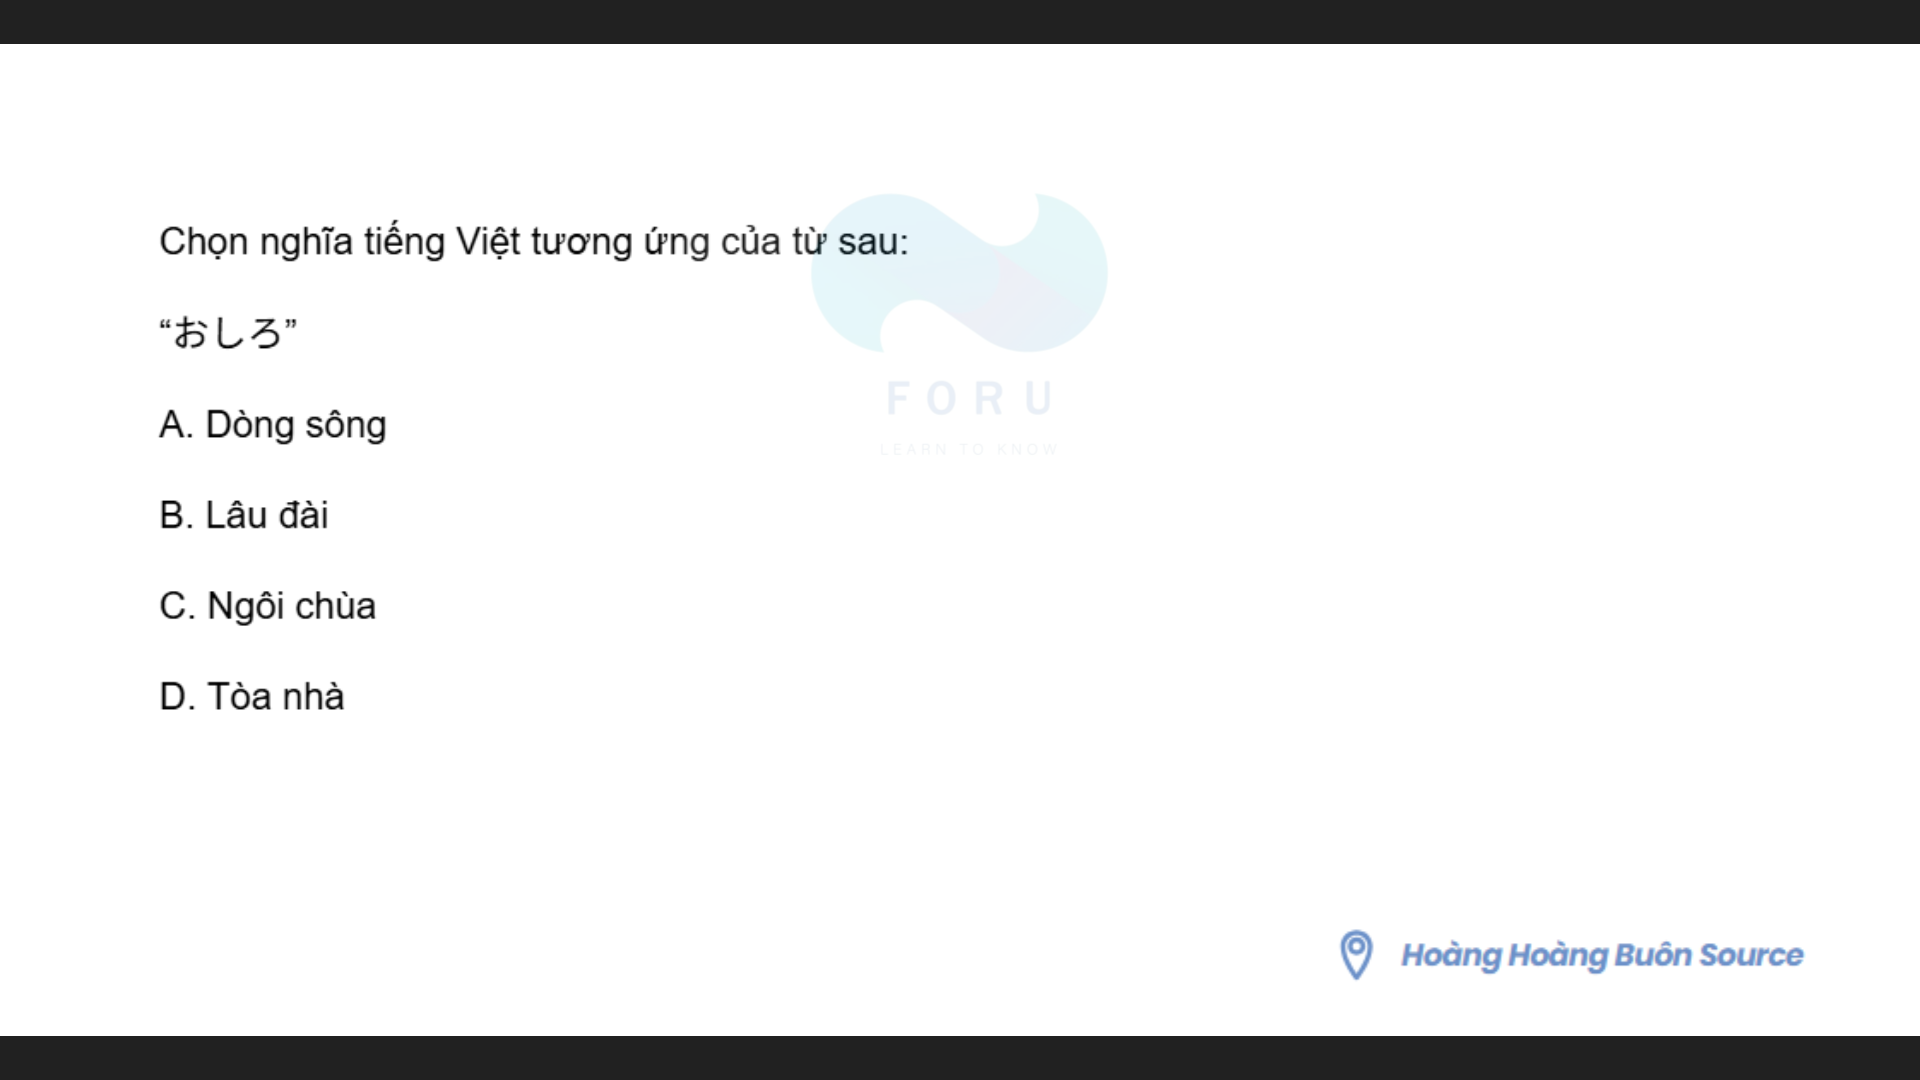 Chọn nghĩa tiếng Việt tương ứng của từ sau:
“おしろ”
FORU
LEARN TO KNOW
A. Dòng sông
B. Lâu đài
C. Ngôi chùa
D. Tòa nhà
Hoàng Hoàng Buôn Source